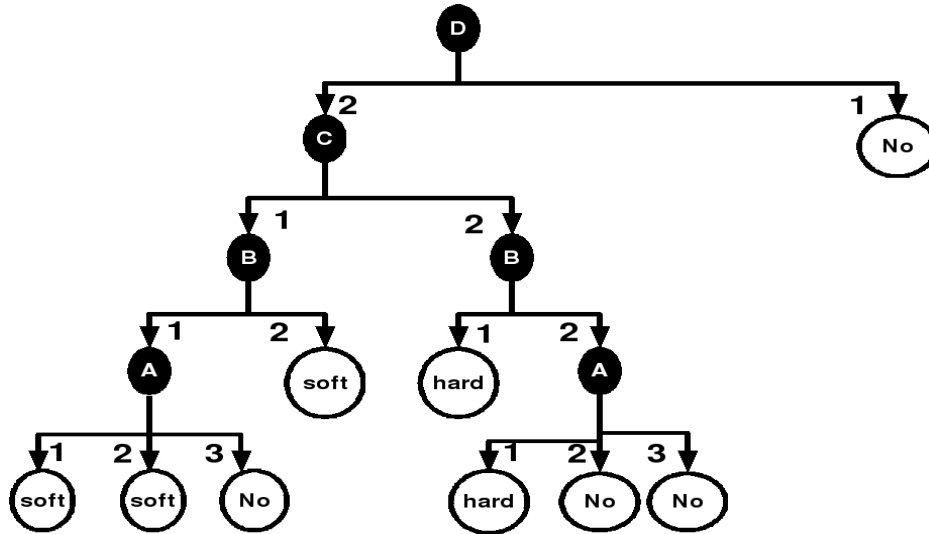 D
2 1
C No
1 2
B B
1 2 1 2
A soft hard A
1 2 3 1 2 3
soft soft No hard No No